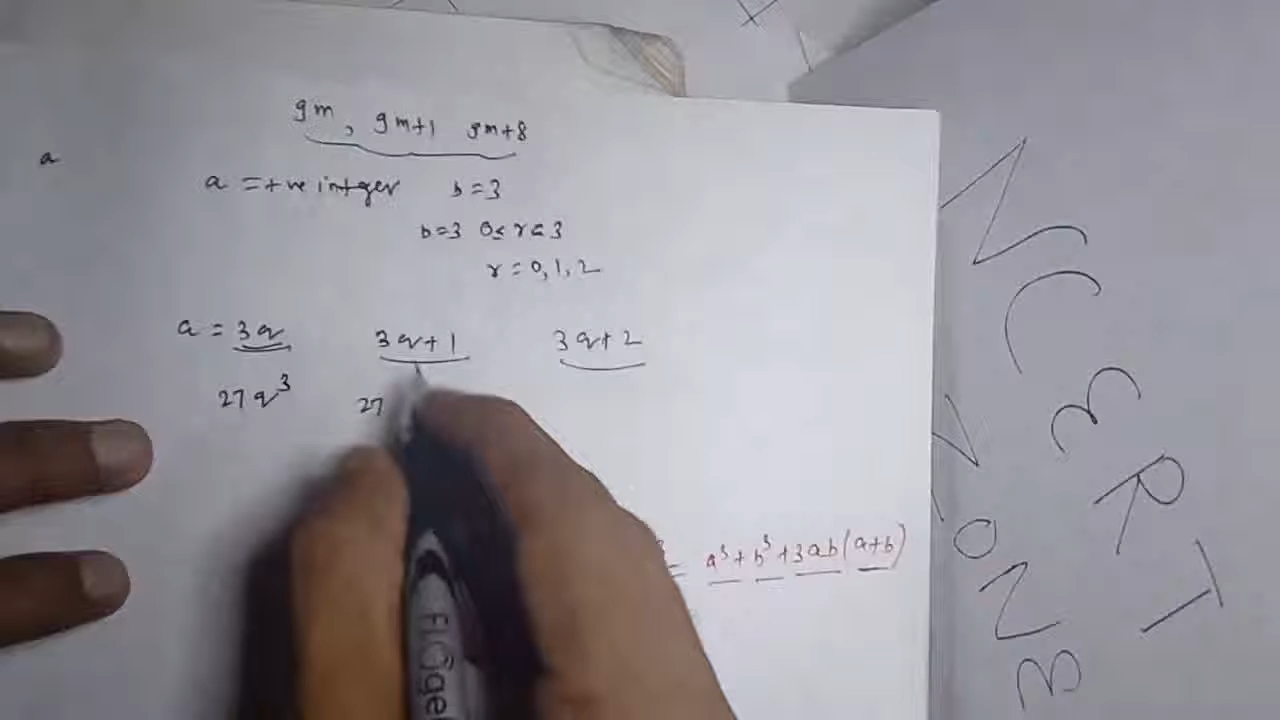 9m, 9m+1 9m+8
a
a = +ve integer b = 3
b=3 0≤ r < 3
r = 0, 1, 2
a = 3q 3q+1 3q+2
27q³ 27
a³ + b³ + 3ab(a+b)
NCERT
ZONE
FLOgel